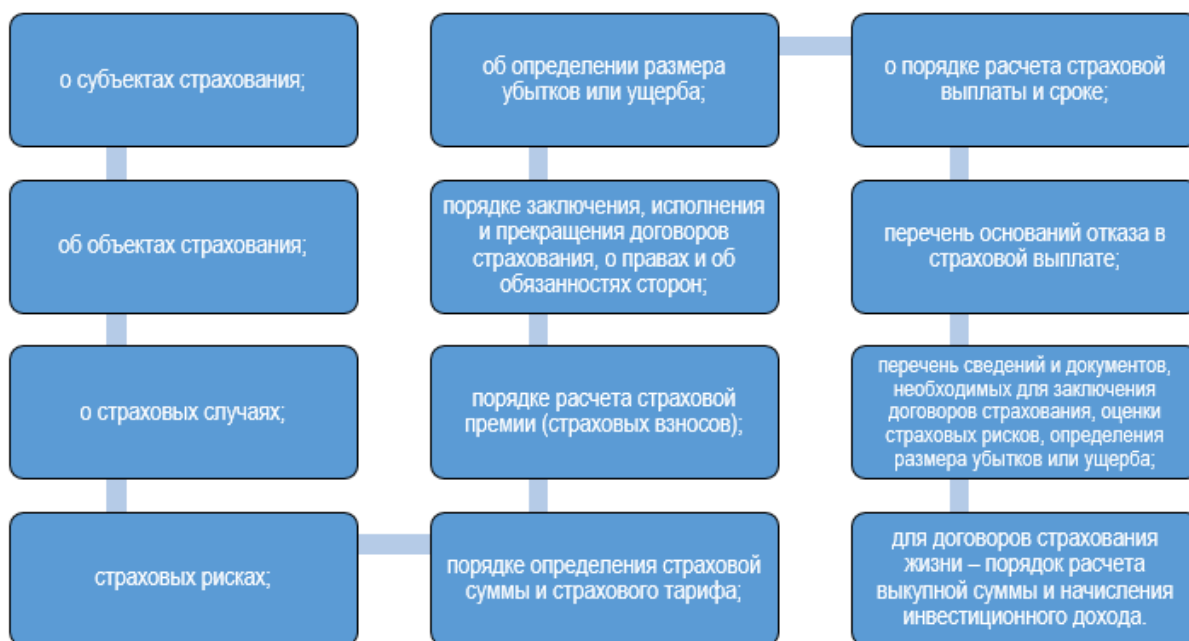 о субъектах страхования;
об объектах страхования;
о страховых случаях;
страховых рисках;
порядке определения страховой
суммы и страхового тарифа;
порядке расчета страховой
премии (страховых взносов);
порядке заключения, исполнения
и прекращения договоров
страхования, о правах и об
обязанностях сторон;
об определении размера
убытков или ущерба;
о порядке расчета страховой
выплаты и сроке;
перечень оснований отказа в
страховой выплате;
перечень сведений и документов,
необходимых для заключения
договоров страхования, оценки
страховых рисков, определения
размера убытков или ущерба;
для договоров страхования
жизни – порядок расчета
выкупной суммы и начисления
инвестиционного дохода.